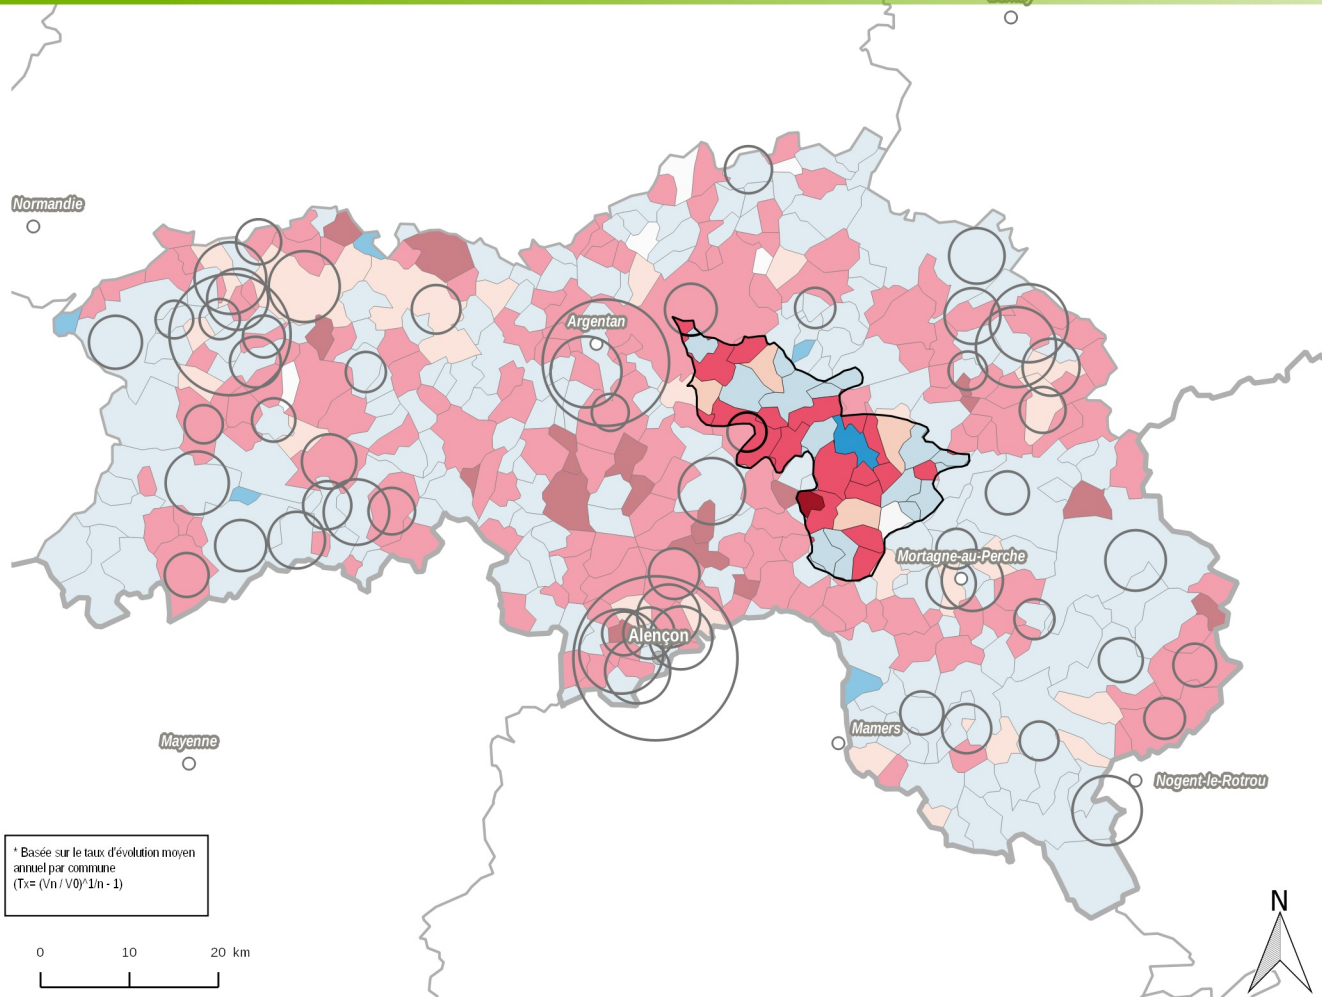 Normandie
Argentan
Mortagne-au-Perche
Alençon
Mamers
Mayenne
Nogent-le-Rotrou
* Basée sur le taux d'évolution moyen
annuel par commune
(Tx= (Vn / V0)^1/n - 1)
0 10 20 km
N